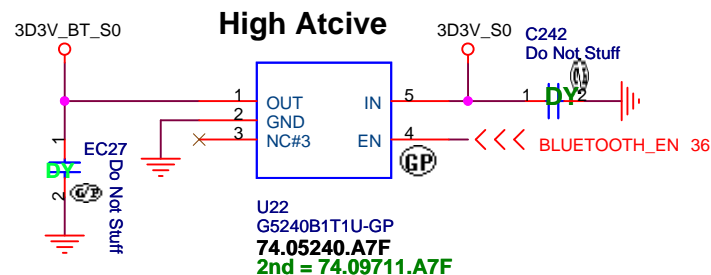 High Atcive
3D3V_BT_S0
3D3V_S0
C242
Do Not Stuff
1 OUT IN 5
2 GND
3 NC#3 EN 4
1 DY 2
BLUETOOTH_EN 36
GP
1
EC27
DY
Do Not Stuff
2
U22
G5240B1T1U-GP
74.05240.A7F
2nd = 74.09711.A7F